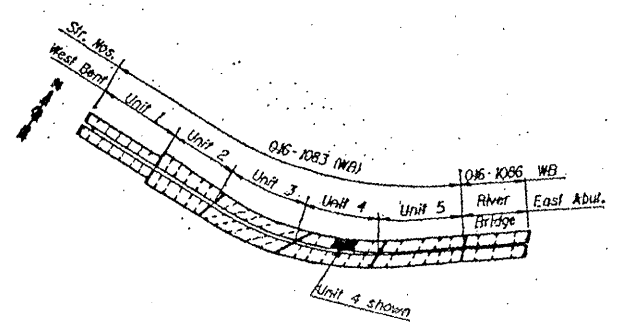 Str. Nos.
West Bent
Unit 1
Unit 2
Unit 3
Unit 4
Unit 5
016-1083 (WB)
016-1086 WB
River
Bridge
East Abut.
Unit 4 shown